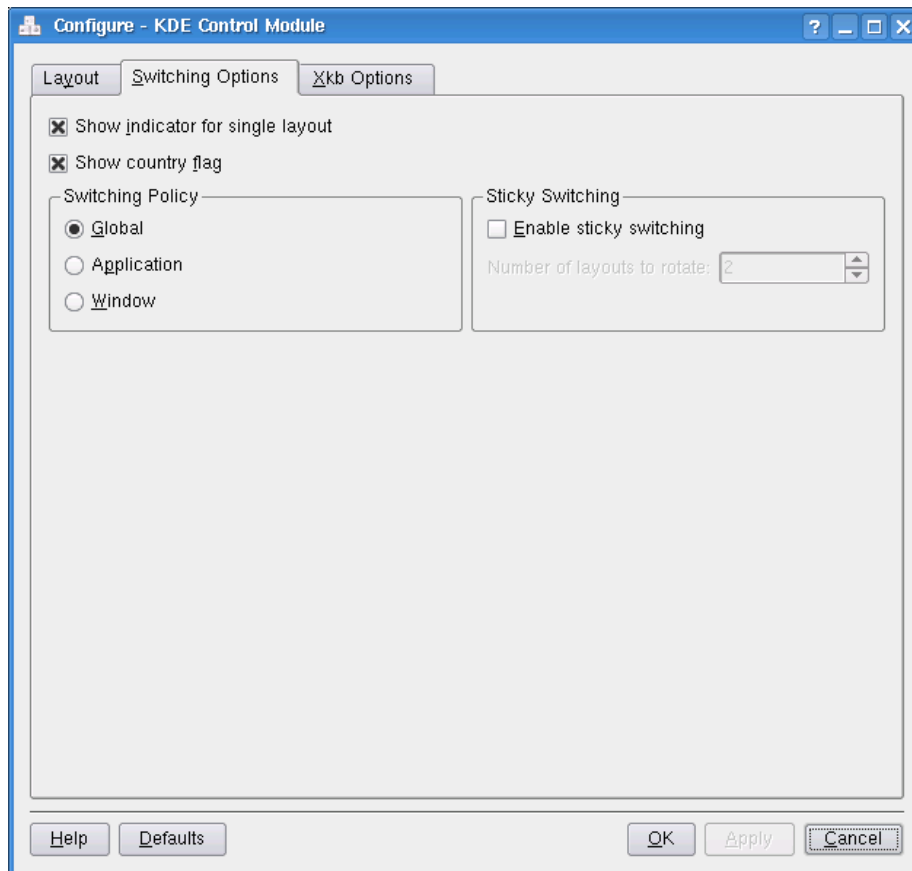 Configure - KDE Control Module
Layout Switching Options Xkb Options
Show indicator for single layout
Show country flag
Switching Policy
Global
Application
Window
Sticky Switching
Enable sticky switching
Number of layouts to rotate: 2
Help Defaults OK Apply Cancel